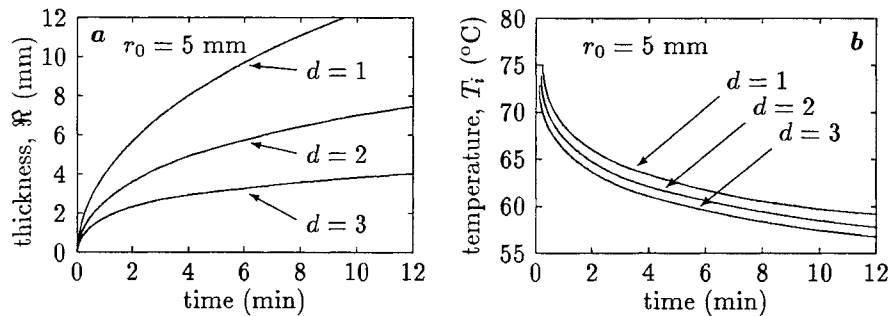 a
r0 = 5 mm
d = 1
d = 2
d = 3
thickness, ℜ (mm)
12
10
8
6
4
2
0
0 2 4 6 8 10 12
time (min)
b
r0 = 5 mm
d = 1
d = 2
d = 3
temperature, Ti (°C)
80
75
70
65
60
55
0 2 4 6 8 10 12
time (min)